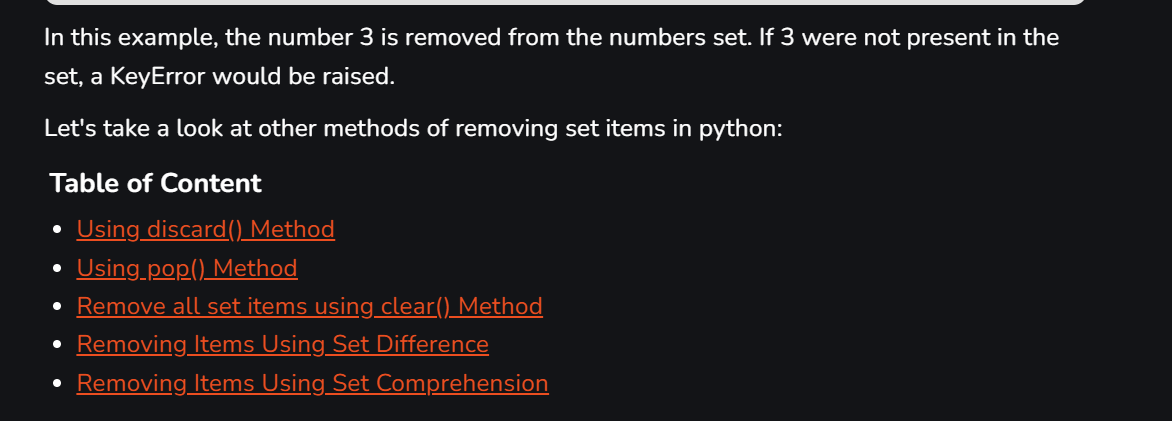 In this example, the number 3 is removed from the numbers set. If 3 were not present in the
set, a KeyError would be raised.
Let's take a look at other methods of removing set items in python:
Table of Content
Using discard() Method
Using pop() Method
Remove all set items using clear() Method
Removing Items Using Set Difference
Removing Items Using Set Comprehension